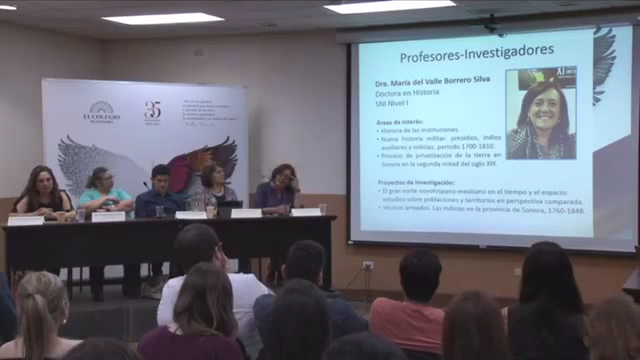 EL COLEGIO
DE SONORA
35
Profesores-Investigadores
Dra. María del Valle Borrero Silva
Doctora en Historia
SNI Nivel I
Áreas de interés:
• Historia de las instituciones.
• Nueva historia militar: presidios, indios
auxiliares y milicias, periodo 1700-1810.
• Proceso de privatización de la tierra en
Sonora en la segunda mitad del siglo XIX.
Proyectos de investigación:
• El gran norte novohispano-mexicano en el tiempo y el espacio:
estudios sobre poblaciones y territorios en perspectiva comparada.
• Vecinos armados. Las milicias en la provincia de Sonora, 1760-1848.
XI